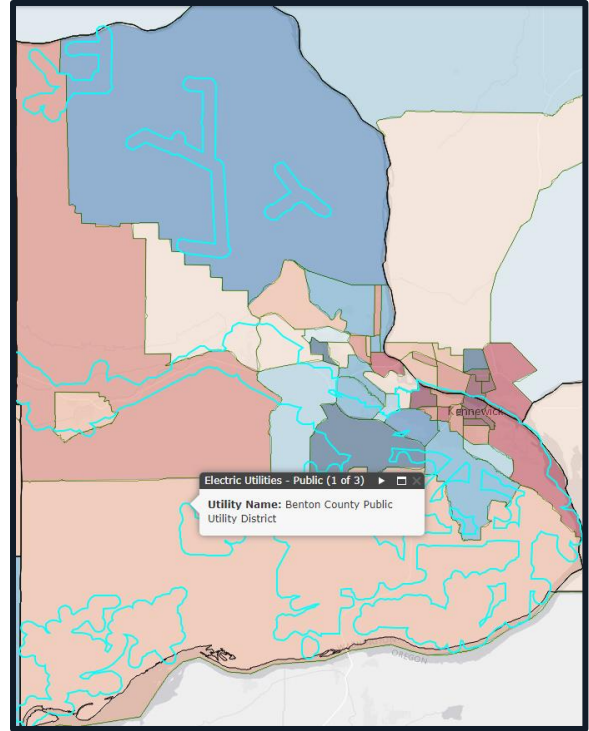 Kennewick
Electric Utilities - Public (1 of 3)
Utility Name: Benton County Public
Utility District
OREGON